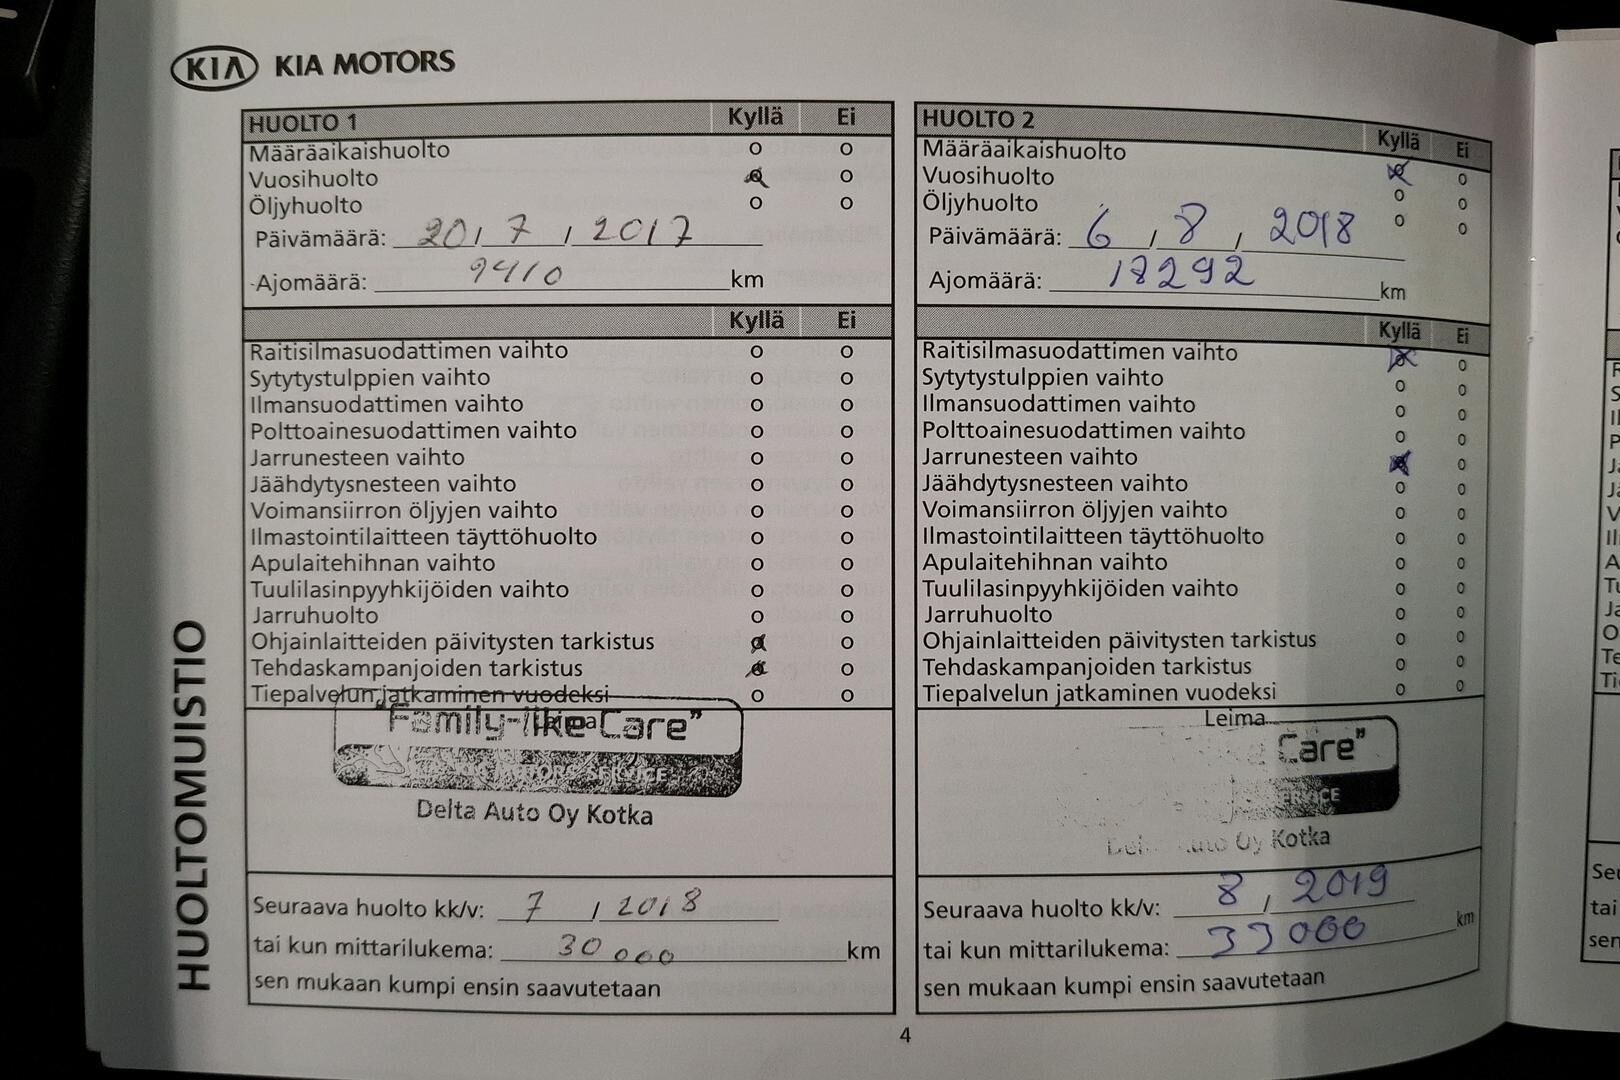 KIA KIA MOTORS
HUOLTOMUISTIO
HUOLTO 1 Kyllä Ei
Määräaikaishuolto o o
Vuosihuolto o o
Öljyhuolto o o
Päivämäärä: 20 / 7 / 2017
Ajomäärä: 9410 km
Kyllä Ei
Raitisilmasuodattimen vaihto o o
Sytytystulppien vaihto o o
Ilmansuodattimen vaihto o o
Polttoainesuodattimen vaihto o o
Jarrunesteen vaihto o o
Jäähdytysnesteen vaihto o o
Voimansiirron öljyjen vaihto o o
Ilmastointilaitteen täyttöhuolto o o
Apulaitehihnan vaihto o o
Tuulilasinpyyhkijöiden vaihto o o
Jarruhuolto o o
Ohjainlaitteiden päivitysten tarkistus o o
Tehdaskampanjoiden tarkistus o o
Tiepalvelun jatkaminen vuodeksi o o
Leima
"Family-like Care"
MOTORS SERVICE
Delta Auto Oy Kotka
Seuraava huolto kk/v: 7 / 2018
tai kun mittarilukema: 30 000 km
sen mukaan kumpi ensin saavutetaan
HUOLTO 2 Kyllä Ei
Määräaikaishuolto o o
Vuosihuolto o o
Öljyhuolto o o
Päivämäärä: 6 / 8 / 2018
Ajomäärä: 18292 km
Kyllä Ei
Raitisilmasuodattimen vaihto o o
Sytytystulppien vaihto o o
Ilmansuodattimen vaihto o o
Polttoainesuodattimen vaihto o o
Jarrunesteen vaihto o o
Jäähdytysnesteen vaihto o o
Voimansiirron öljyjen vaihto o o
Ilmastointilaitteen täyttöhuolto o o
Apulaitehihnan vaihto o o
Tuulilasinpyyhkijöiden vaihto o o
Jarruhuolto o o
Ohjainlaitteiden päivitysten tarkistus o o
Tehdaskampanjoiden tarkistus o o
Tiepalvelun jatkaminen vuodeksi o o
Leima
Care"
SERVICE
Auto Oy Kotka
Seuraava huolto kk/v: 8 / 2019
tai kun mittarilukema: 33000 km
sen mukaan kumpi ensin saavutetaan
4